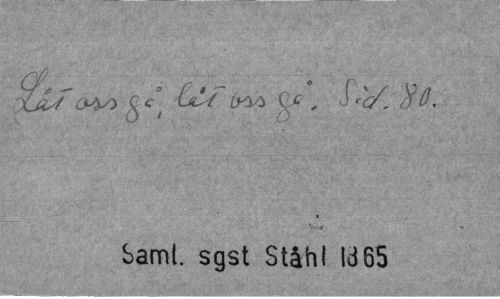 Låt oss gå, låt oss gå. Sid. 80.
Saml. sgst Ståhl 1865